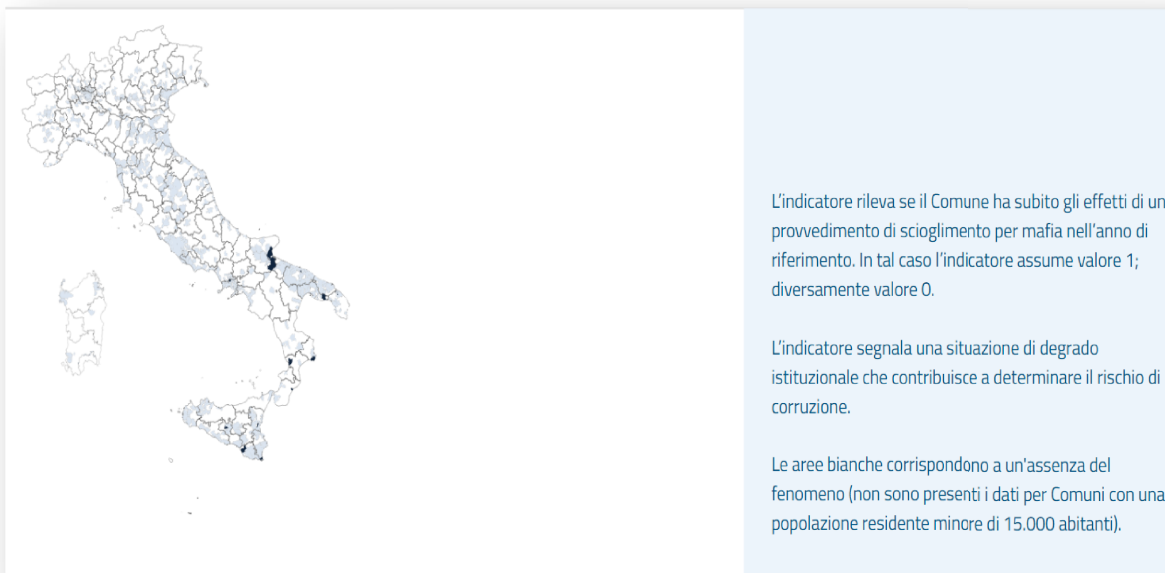 L'indicatore rileva se il Comune ha subito gli effetti di un
provvedimento di scioglimento per mafia nell'anno di
riferimento. In tal caso l'indicatore assume valore 1;
diversamente valore 0.
L'indicatore segnala una situazione di degrado
istituzionale che contribuisce a determinare il rischio di
corruzione.
Le aree bianche corrispondono a un'assenza del
fenomeno (non sono presenti i dati per Comuni con una
popolazione residente minore di 15.000 abitanti).